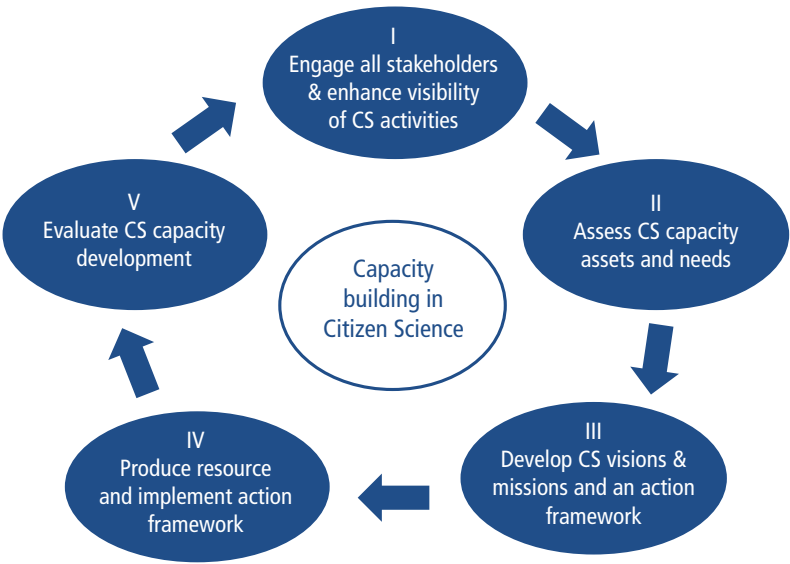 I
Engage all stakeholders
& enhance visibility
of CS activities
II
Assess CS capacity
assets and needs
III
Develop CS visions &
missions and an action
framework
IV
Produce resource
and implement action
framework
V
Evaluate CS capacity
development
Capacity
building in
Citizen Science